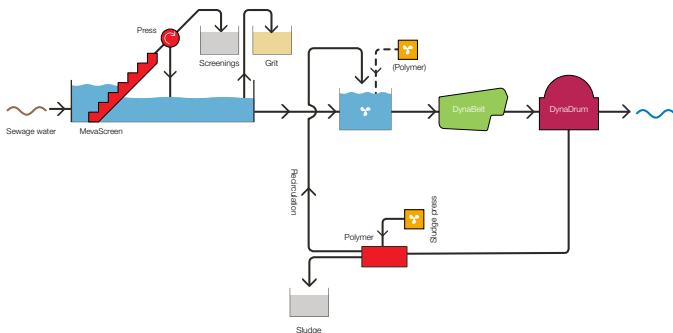 Press
Screenings
Grit
(Polymer)
DynaBelt
DynaDrum
Sewage water
MevaScreen
Recirculation
Sludge press
Polymer
Sludge